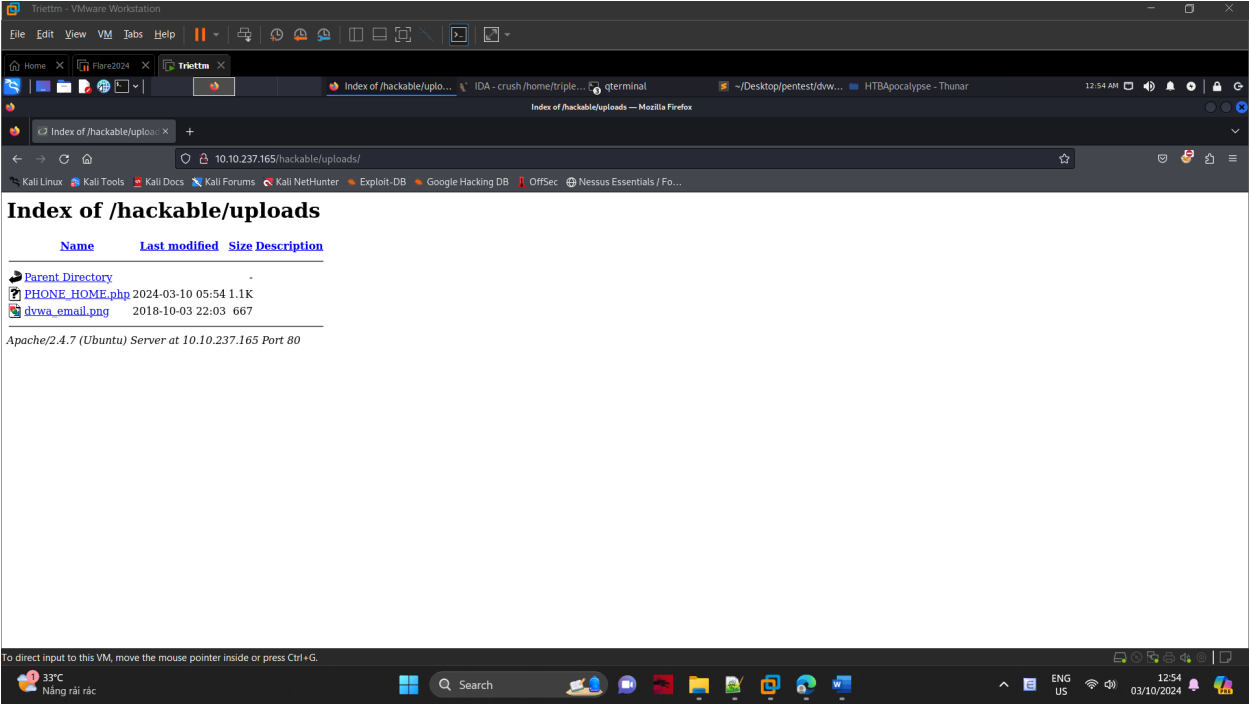 Triettm - VMware Workstation
File Edit View VM Tabs Help
Home Flare2024 Triettm
Index of /hackable/uplo... IDA - crush /home/triple... qterminal ~/Desktop/pentest/dvw... HTBApocalypse - Thunar 12:54 AM
Index of /hackable/uploads — Mozilla Firefox
Index of /hackable/upload
10.10.237.165/hackable/uploads/
Kali Linux Kali Tools Kali Docs Kali Forums Kali NetHunter Exploit-DB Google Hacking DB OffSec Nessus Essentials / Fo...
Index of /hackable/uploads
Name Last modified Size Description
Parent Directory -
PHONE_HOME.php 2024-03-10 05:54 1.1K
dvwa_email.png 2018-10-03 22:03 667
Apache/2.4.7 (Ubuntu) Server at 10.10.237.165 Port 80
To direct input to this VM, move the mouse pointer inside or press Ctrl+G.
1 33°C Search ENG 12:54
Nắng rải rác US 03/10/2024